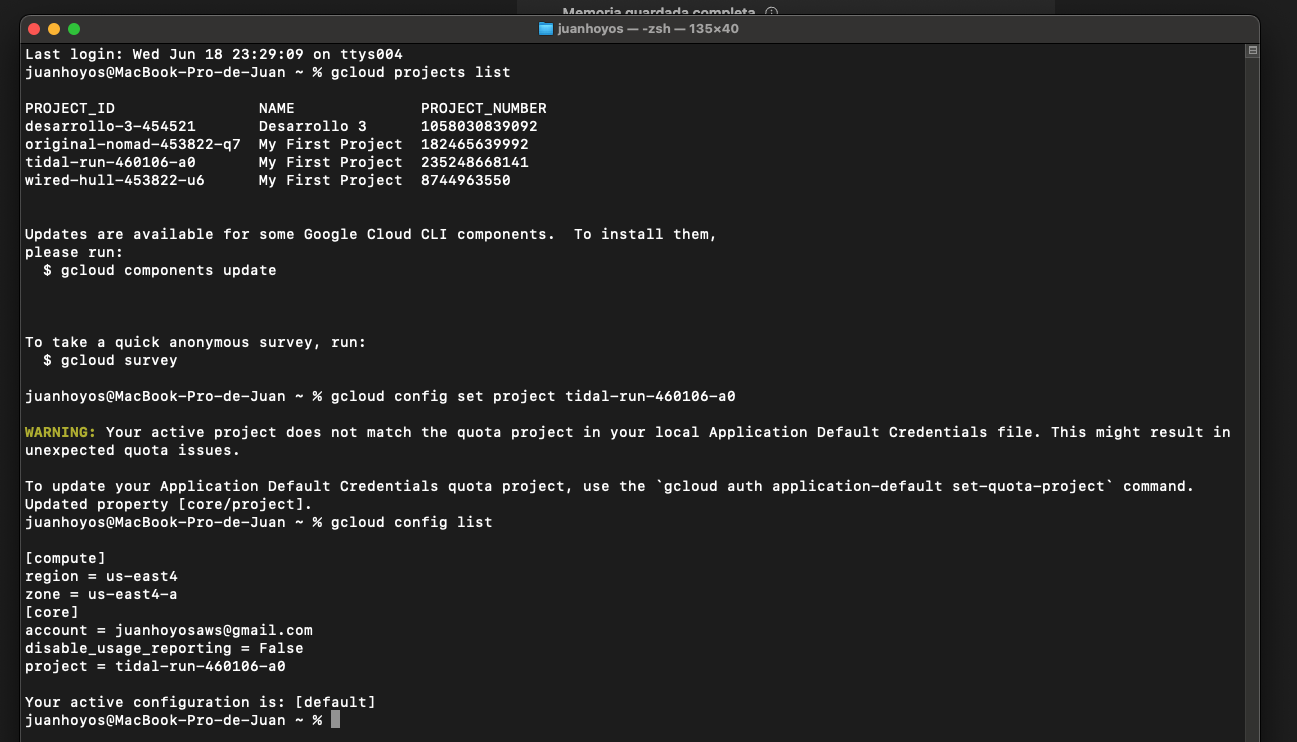 Memoria guardada completa
juanhoyos — -zsh — 135×40
Last login: Wed Jun 18 23:29:09 on ttys004
juanhoyos@MacBook-Pro-de-Juan ~ % gcloud projects list
PROJECT_ID                NAME              PROJECT_NUMBER
desarrollo-3-454521       Desarrollo 3      1058030839092
original-nomad-453822-q7  My First Project  182465639992
tidal-run-460106-a0       My First Project  235248668141
wired-hull-453822-u6      My First Project  8744963550
Updates are available for some Google Cloud CLI components.  To install them,
please run:
  $ gcloud components update
To take a quick anonymous survey, run:
  $ gcloud survey
juanhoyos@MacBook-Pro-de-Juan ~ % gcloud config set project tidal-run-460106-a0
WARNING: Your active project does not match the quota project in your local Application Default Credentials file. This might result in
unexpected quota issues.
To update your Application Default Credentials quota project, use the `gcloud auth application-default set-quota-project` command.
Updated property [core/project].
juanhoyos@MacBook-Pro-de-Juan ~ % gcloud config list
[compute]
region = us-east4
zone = us-east4-a
[core]
account = juanhoyosaws@gmail.com
disable_usage_reporting = False
project = tidal-run-460106-a0
Your active configuration is: [default]
juanhoyos@MacBook-Pro-de-Juan ~ %